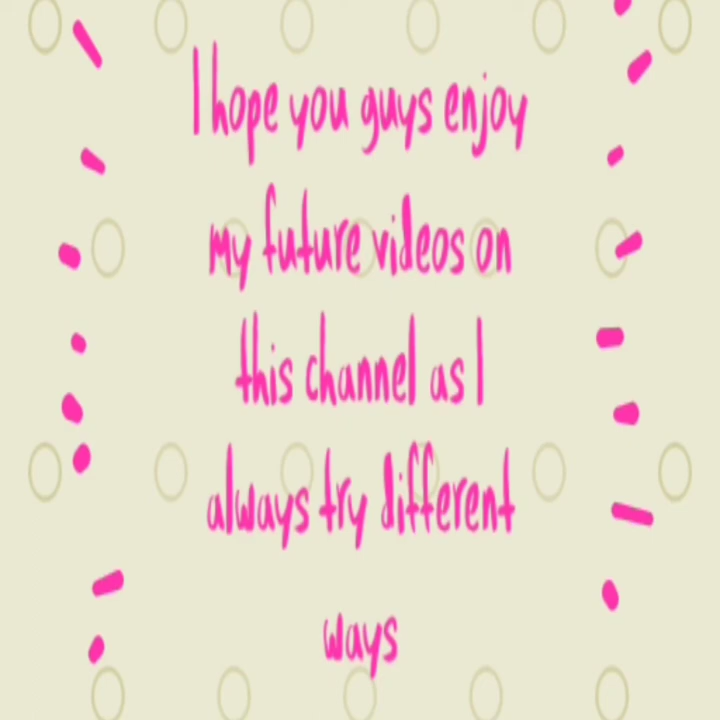 I hope you guys enjoy
my future videos on
this channel as I
always try different
ways